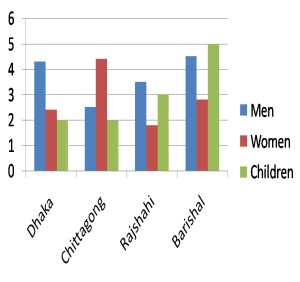 6
5
4
3
2
1
0
Men
Women
Children
Dhaka
Chittagong
Rajshahi
Barishal